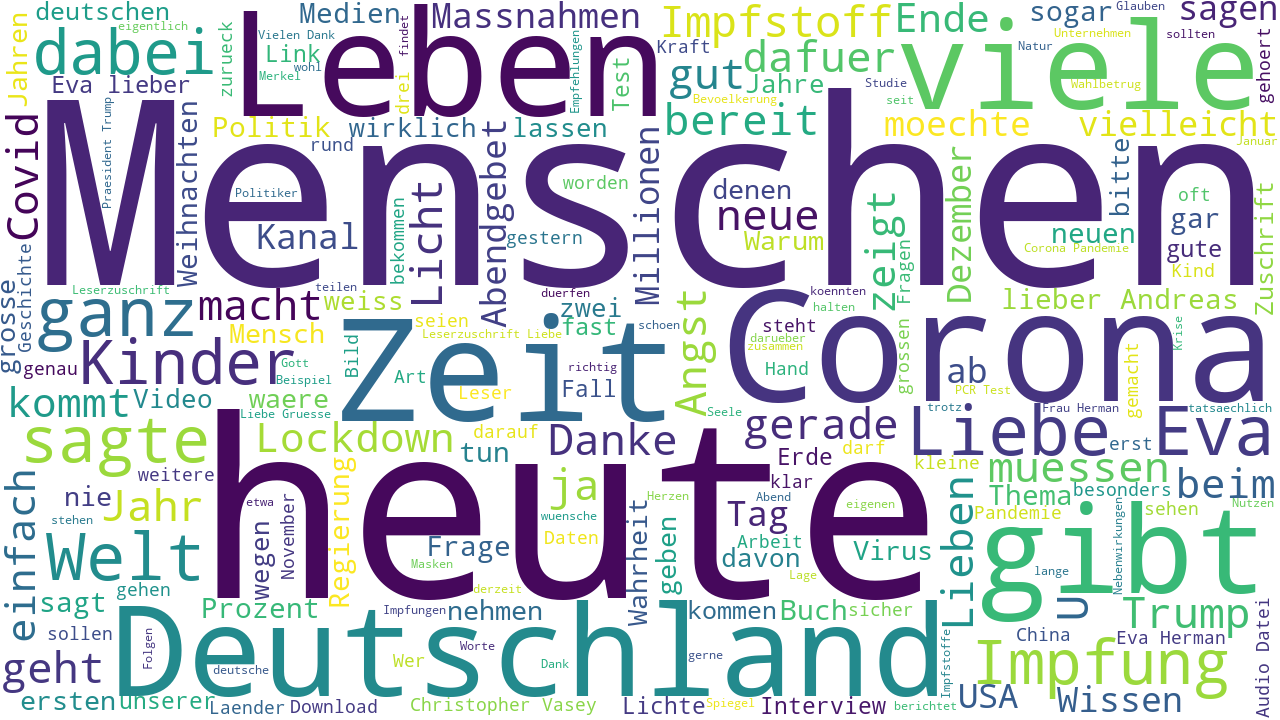 deutschen
eigentlich
Medien
Massnahmen
Impfstoff
Ende
sogar
Glauben
sagen
Jahren
dabei
zurueck
Vielen Dank
Link
wohl
Merkel
Leben
findet
drei
Empfehlungen
Test
Kraft
gut
dafuer
Jahre
viele
Natur
Unternehmen
sollten
gehoert
Eva lieber
Bevoelkerung
Studie
seit
Wahlbetrug
Covid
Praesident Trump
Weihnachten
Politik
wirklich
lassen
rund
bereit
moechte
vielleicht
Januar
Menschen
Politiker
Kanal
bekommen
Licht
Abendgebet
worden
gestern
Millionen
denen
neue
Warum
zeigt
Fragen
Dezember
Corona Pandemie
neuen
bitte
oft
gar
gute
Kind
Zuschrift
grosse
Geschichte
Leserzuschrift
ganz
macht
teilen
weiss
duerfen
zwei
fast
schoen
koennten
halten
lieber
Andreas
Mensch
seien
Leserzuschrift Liebe
Zeit
Angst
steht
darueber
zusammen
grossen
Corona
Krise
genau
Kinder
Gott
Beispiel
Bild
Art
Leser
richtig
Fall
Hand
ab
PCR Test
gemacht
kommt
Video
waere
Liebe Gruesse
Seele
trotz
Frau Herman
tatsaechlich
sagte
Lockdown
darauf
tun
Danke
gerade
Erde
darf
Liebe
erst
Eva
weitere
kleine
muessen
besonders
beim
einfach
nie
Jahr
stehen
etwa
wegen
November
Regierung
heute
ja
wuensche
Daten
Wahrheit
Herzen
geben
klar
Abend
Tag
Arbeit
davon
eigenen
Virus
Lieben
Thema
Pandemie
sehen
Nutzen
Welt
gehen
Frage
Masken
derzeit
Lage
lange
gibt
Nebenwirkungen
sagt
sollen
Prozent
Impfungen
nehmen
kommen
Buch
sicher
U
Trump
China
Eva Herman
geht
Folgen
Deutschland
deutsche
Wer
Worte
Dank
gerne
Impfstoffe
Impfung
Audio Datei
ersten
unserer
Laender
Download
Christopher Vasey
Lichte
Spiegel
Interview
berichtet
USA
Wissen